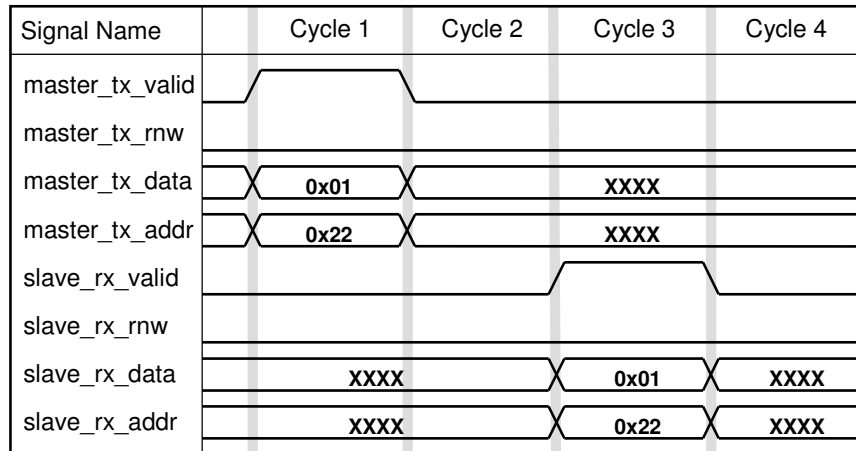 Signal Name Cycle 1 Cycle 2 Cycle 3 Cycle 4
master_tx_valid
master_tx_rnw
master_tx_data 0x01 XXXX
master_tx_addr 0x22 XXXX
slave_rx_valid
slave_rx_rnw
slave_rx_data XXXX 0x01 XXXX
slave_rx_addr XXXX 0x22 XXXX